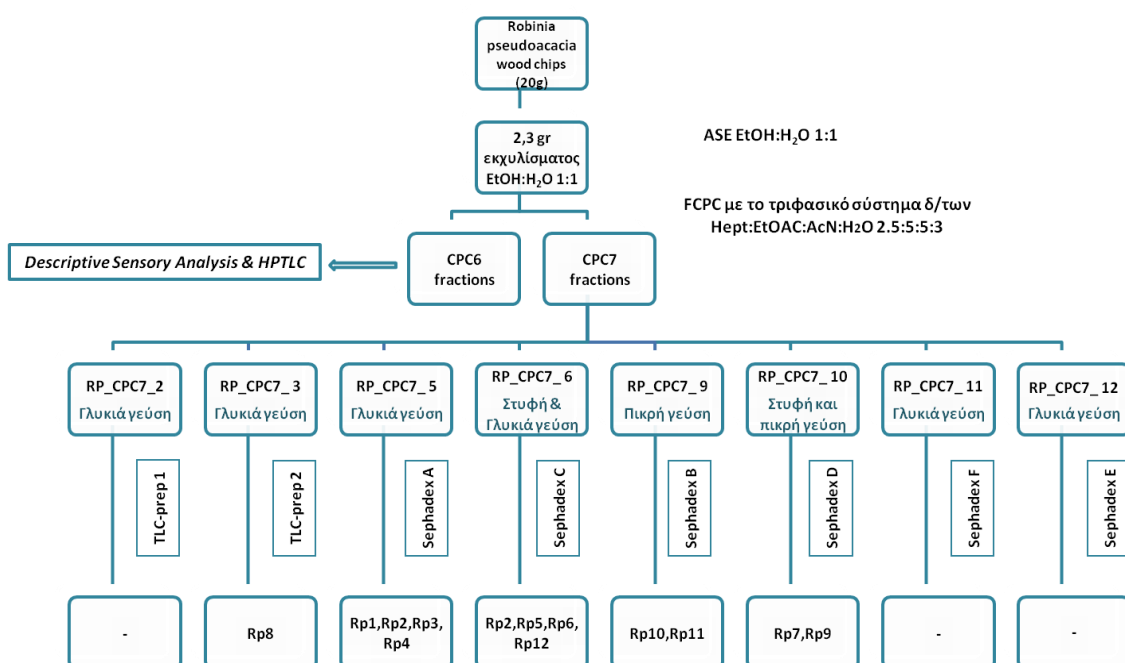 Robinia
pseudoacacia
wood chips
(20g)
2,3 gr
εκχυλίσματος
EtOH:H₂O 1:1
ASE EtOH:H₂O 1:1
FCPC με το τριφασικό σύστημα δ/των
Hept:EtOAC:AcN:H2O 2.5:5:5:3
Descriptive Sensory Analysis & HPTLC
CPC6
fractions
CPC7
fractions
RP_CPC7_2
Γλυκιά γεύση
RP_CPC7_3
Γλυκιά γεύση
RP_CPC7_5
Γλυκιά γεύση
RP_CPC7_ 6
Στυφή &
Γλυκιά γεύση
RP_CPC7_9
Πικρή γεύση
RP_CPC7_ 10
Στυφή και
πικρή γεύση
RP_CPC7_11
Γλυκιά γεύση
RP_CPC7_12
Γλυκιά γεύση
TLC-prep 1
TLC-prep 2
Sephadex A
Sephadex C
Sephadex B
Sephadex D
Sephadex F
Sephadex E
-
Rp8
Rp1,Rp2,Rp3,
Rp4
Rp2,Rp5,Rp6,
Rp12
Rp10,Rp11
Rp7,Rp9
-
-